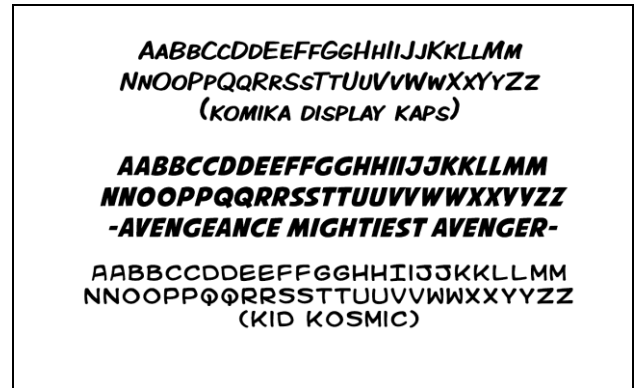 AaBbCcDdEeFfGgHhIiJjKkLlMm
NnOoPpQqRrSsTtUuVvWwXxYyZz
(KOMIKA DISPLAY KAPS)
AABBCCDDEEFFGGHHIIJJKKLLMM
NNOOPPQQRRSSTTUUVVWWXXYYZZ
-AVENGEANCE MIGHTIEST AVENGER-
AABBCCDDEEFFGGHHIIJJKKLLMM
NNOOPPQQRRSSTTUUVVWWXXYYZZ
(KID KOSMIC)